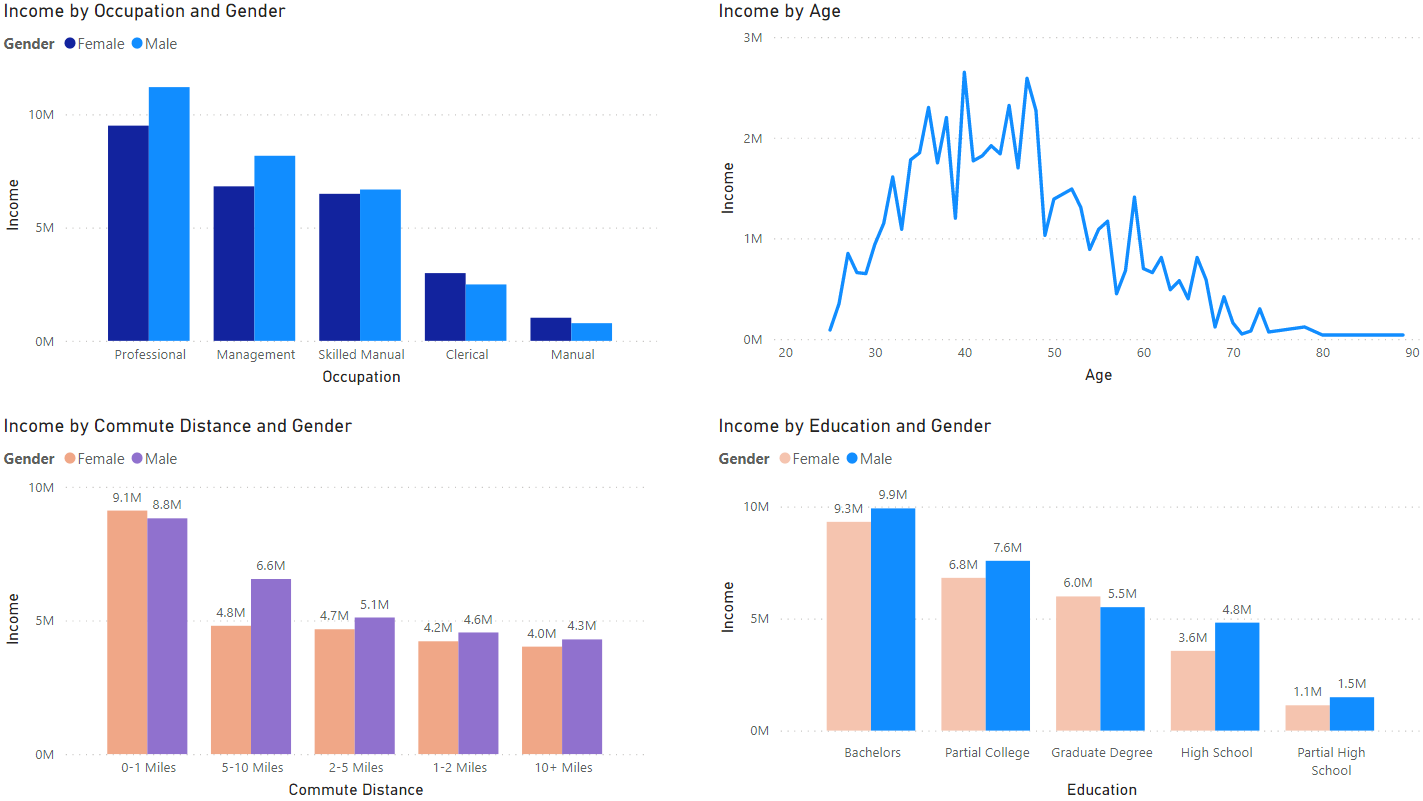 Income by Occupation and Gender
Gender Female Male
10M
5M
0M
Income
Professional Management Skilled Manual Clerical Manual
Occupation
Income by Age
3M
2M
1M
0M
Income
20 30 40 50 60 70 80 90
Age
Income by Commute Distance and Gender
Gender Female Male
10M
5M
0M
Income
9.1M 8.8M
4.8M 6.6M
4.7M 5.1M
4.2M 4.6M
4.0M 4.3M
0-1 Miles 5-10 Miles 2-5 Miles 1-2 Miles 10+ Miles
Commute Distance
Income by Education and Gender
Gender Female Male
10M
5M
0M
Income
9.3M 9.9M
6.8M 7.6M
6.0M 5.5M
3.6M 4.8M
1.1M 1.5M
Bachelors Partial College Graduate Degree High School Partial High
School
Education